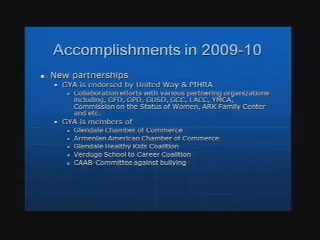 Accomplishments in 2009-10
New partnerships
GYA is endorsed by United Way & PIHRA
Collaboration efforts with various partnering organizations
including, GFD, GPD, GUSD, GCC, LACC, YMCA,
Commission on the Status of Women, ARK Family Center
and etc.
GYA is members of
Glendale Chamber of Commerce
Armenian American Chamber of Commerce
Glendale Healthy Kids Coalition
Verdugo School to Career Coalition
CAAB-Committee against bullying